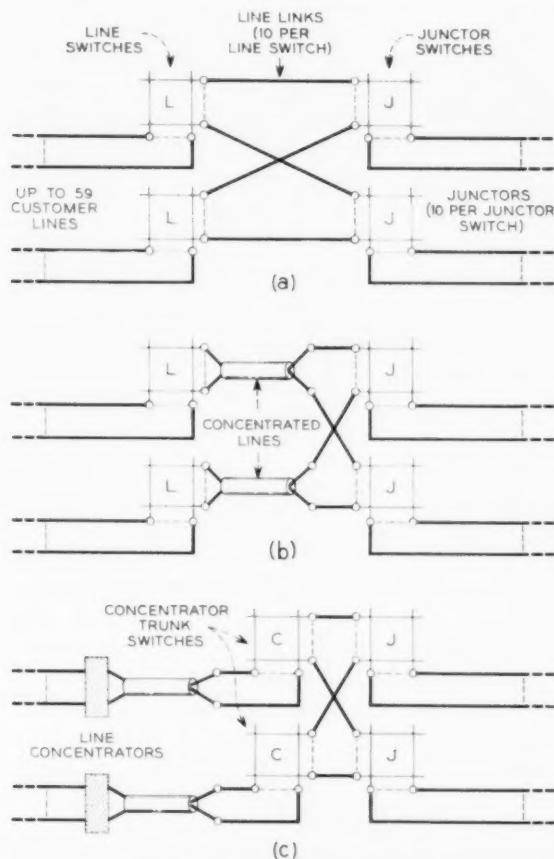 LINE
SWITCHES
LINE LINKS
(10 PER
LINE SWITCH)
JUNCTOR
SWITCHES
L
J
UP TO 59
CUSTOMER
LINES
L
J
JUNCTORS
(10 PER JUNCTOR
SWITCH)
(a)
L
J
CONCENTRATED
LINES
L
J
(b)
CONCENTRATOR
TRUNK
SWITCHES
C
J
LINE
CONCENTRATORS
C
J
(c)